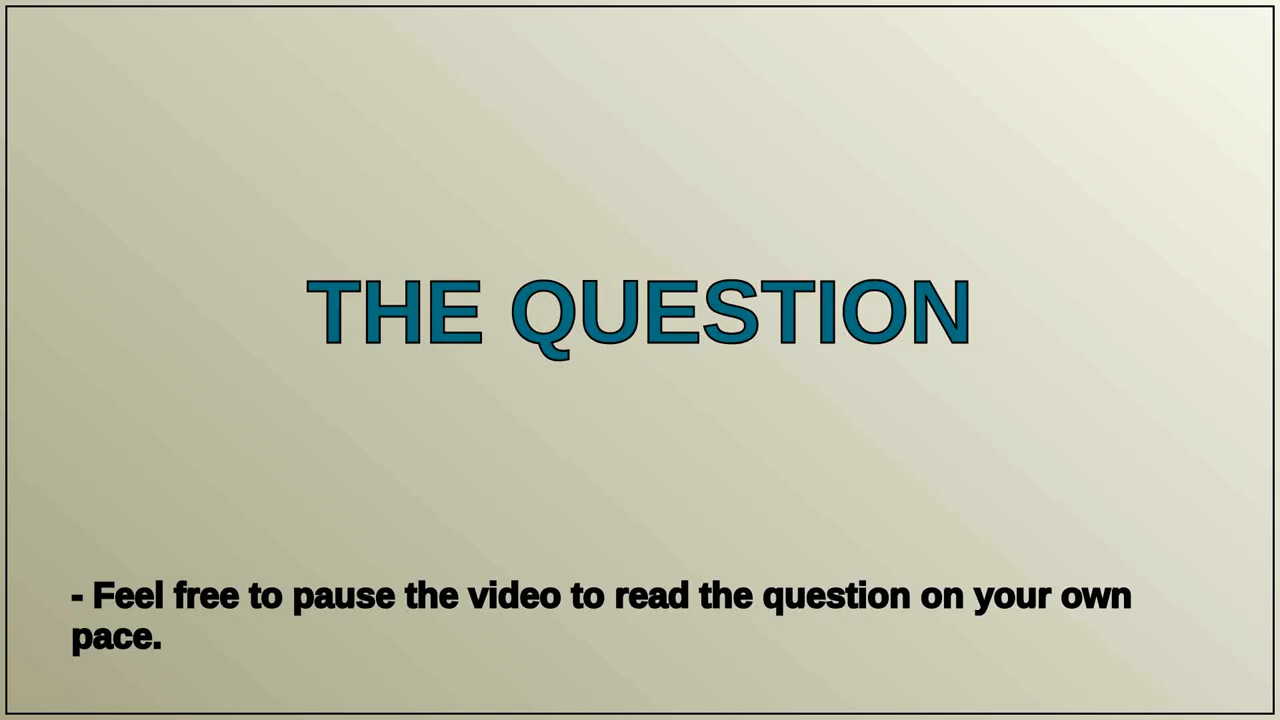 THE QUESTION
- Feel free to pause the video to read the question on your own
pace.